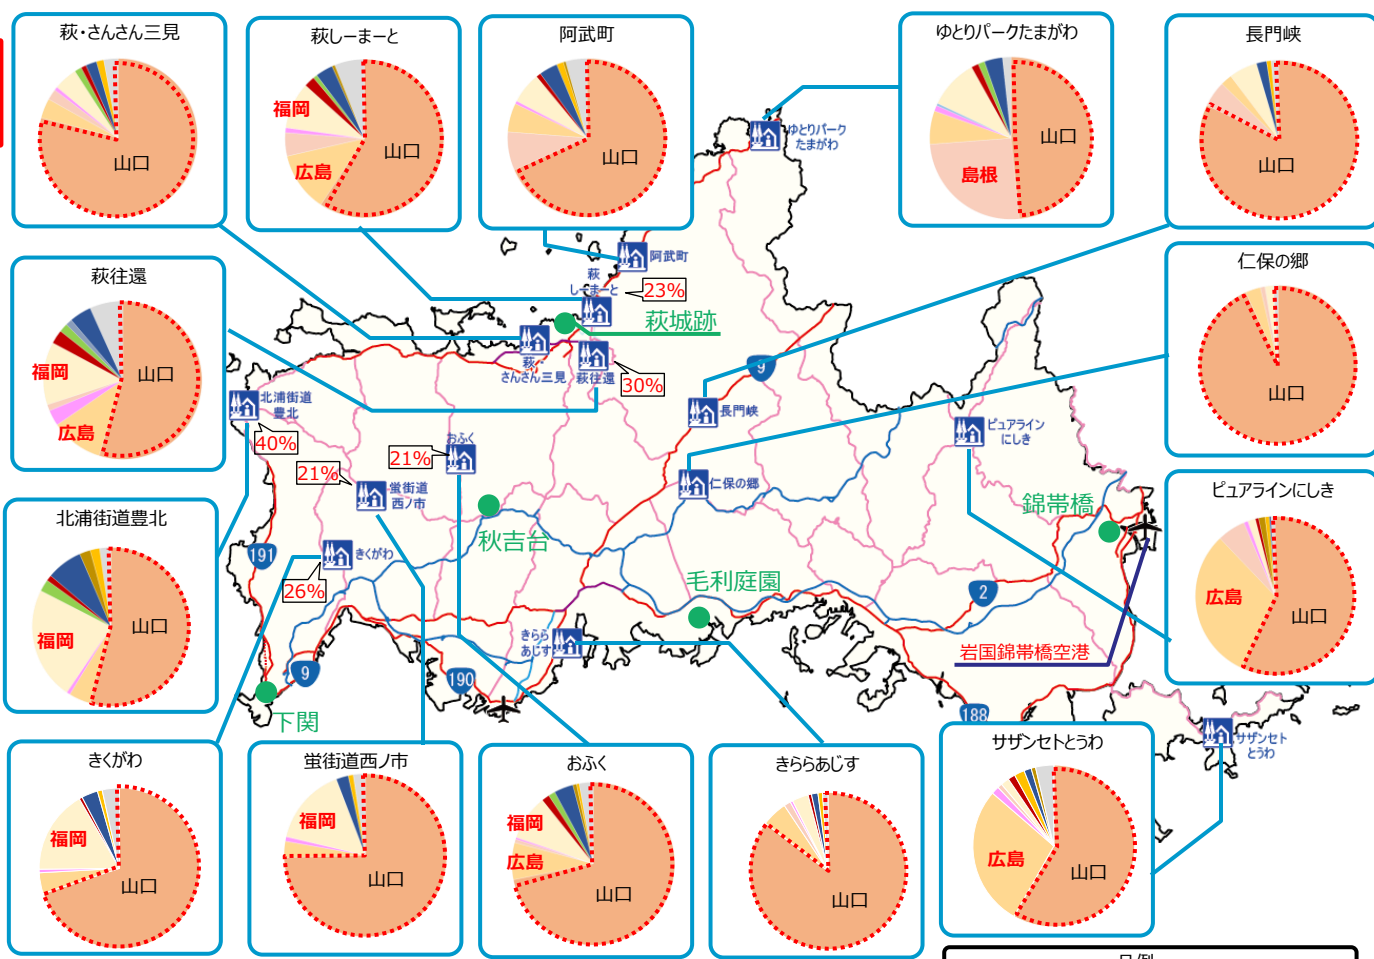 萩・さんさん三見
山口
萩しーまーと
福岡
広島
山口
阿武町
山口
ゆとりパークたまがわ
山口
島根
長門峡
山口
ゆとりパーク
たまがわ
阿武町
萩
しーまーと
23%
萩城跡
萩・
さんさん三見
萩往還
30%
9
萩往還
福岡
広島
山口
仁保の郷
山口
北浦街道
豊北
40%
おふく
21%
21%
蛍街道
西ノ市
長門峡
仁保の郷
ピュアライン
にしき
錦帯橋
秋吉台
毛利庭園
きくがわ
26%
191
2
9
190
188
きらら
あじす
岩国錦帯橋空港
下関
サザンセト
とうわ
北浦街道豊北
福岡
山口
ピュアラインにしき
広島
山口
きくがわ
福岡
山口
蛍街道西ノ市
福岡
山口
おふく
福岡
広島
山口
きららあじす
山口
サザンセトとうわ
広島
山口